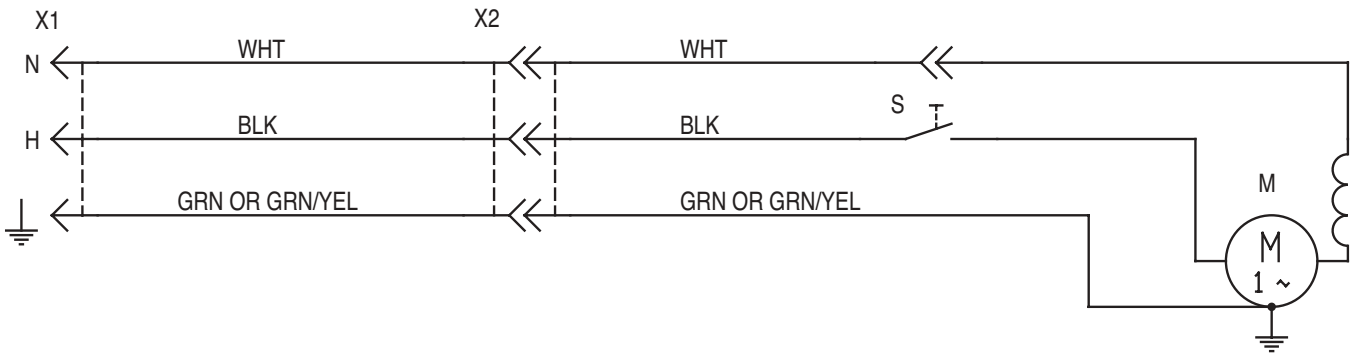 X1
X2
N
WHT
WHT
S
H
BLK
BLK
GRN OR GRN/YEL
GRN OR GRN/YEL
M
M
1 ~